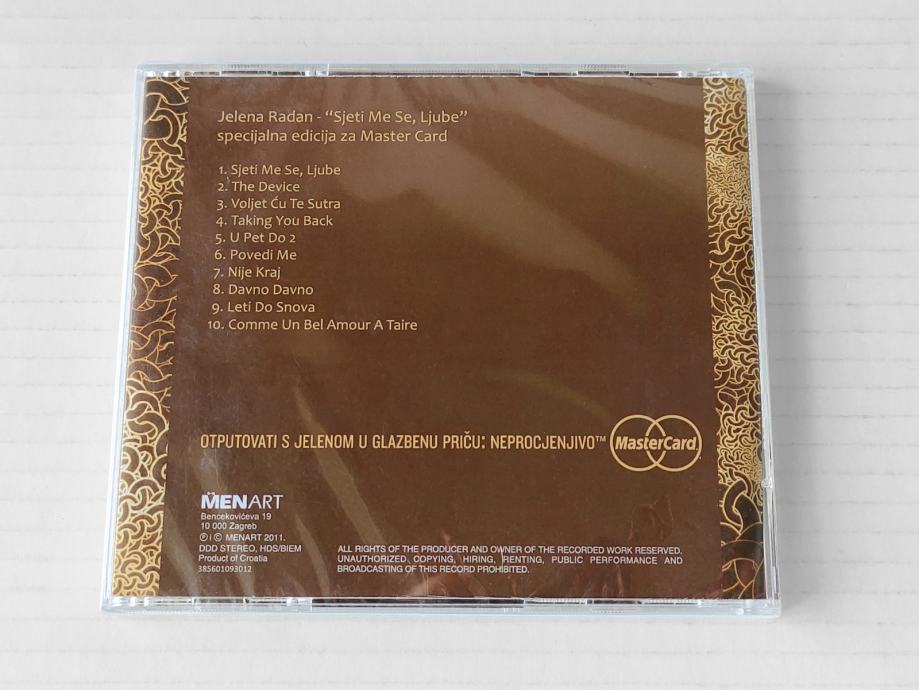 Jelena Radan - “Sjeti Me Se, Ljube”
specijalna edicija za Master Card
1. Sjeti Me Se, Ljube
2. The Device
3. Voljet Ću Te Sutra
4. Taking You Back
5. U Pet Do 2
6. Povedi Me
7. Nije Kraj
8. Davno Davno
9. Leti Do Snova
10. Comme Un Bel Amour A Taire
OTPUTOVATI S JELENOM U GLAZBENU PRIČU: NEPROCJENJIVO™ MasterCard
MENART
Bencekovićeva 19
10 000 Zagreb
℗ i © MENART 2011.
DDD STEREO, HDS/BIEM
Product of Croatia
385601093012
ALL RIGHTS OF THE PRODUCER AND OWNER OF THE RECORDED WORK RESERVED.
UNAUTHORIZED COPYING, HIRING, RENTING, PUBLIC PERFORMANCE AND
BROADCASTING OF THIS RECORD PROHIBITED.